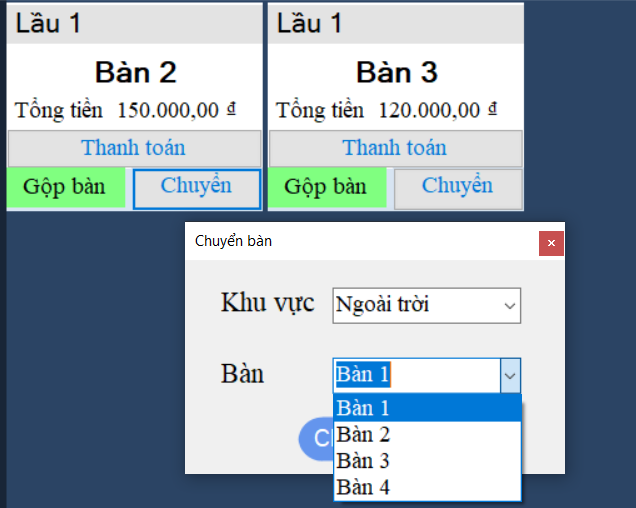 Lầu 1
Bàn 2
Tổng tiền 150.000,00 ₫
Thanh toán
Gộp bàn
Chuyển
Lầu 1
Bàn 3
Tổng tiền 120.000,00 ₫
Thanh toán
Gộp bàn
Chuyển
Chuyển bàn
Khu vực
Ngoài trời
Bàn
Bàn 1
Bàn 1
Bàn 2
Bàn 3
Bàn 4